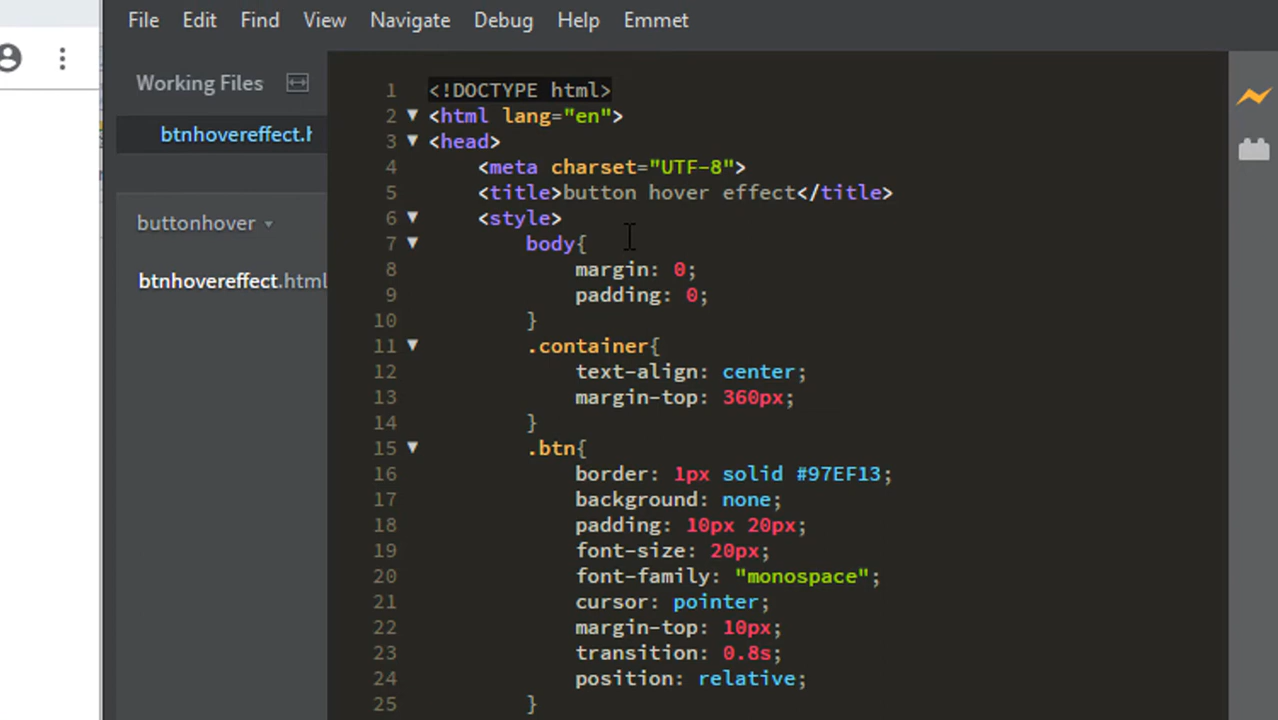 File Edit Find View Navigate Debug Help Emmet
Working Files
btnhovereffect.h
buttonhover
btnhovereffect.html
1 <!DOCTYPE html>
2 <html lang="en">
3 <head>
4 <meta charset="UTF-8">
5 <title>button hover effect</title>
6 <style>
7 body{
8 margin: 0;
9 padding: 0;
10 }
11 .container{
12 text-align: center;
13 margin-top: 360px;
14 }
15 .btn{
16 border: 1px solid #97EF13;
17 background: none;
18 padding: 10px 20px;
19 font-size: 20px;
20 font-family: "monospace";
21 cursor: pointer;
22 margin-top: 10px;
23 transition: 0.8s;
24 position: relative;
25 }